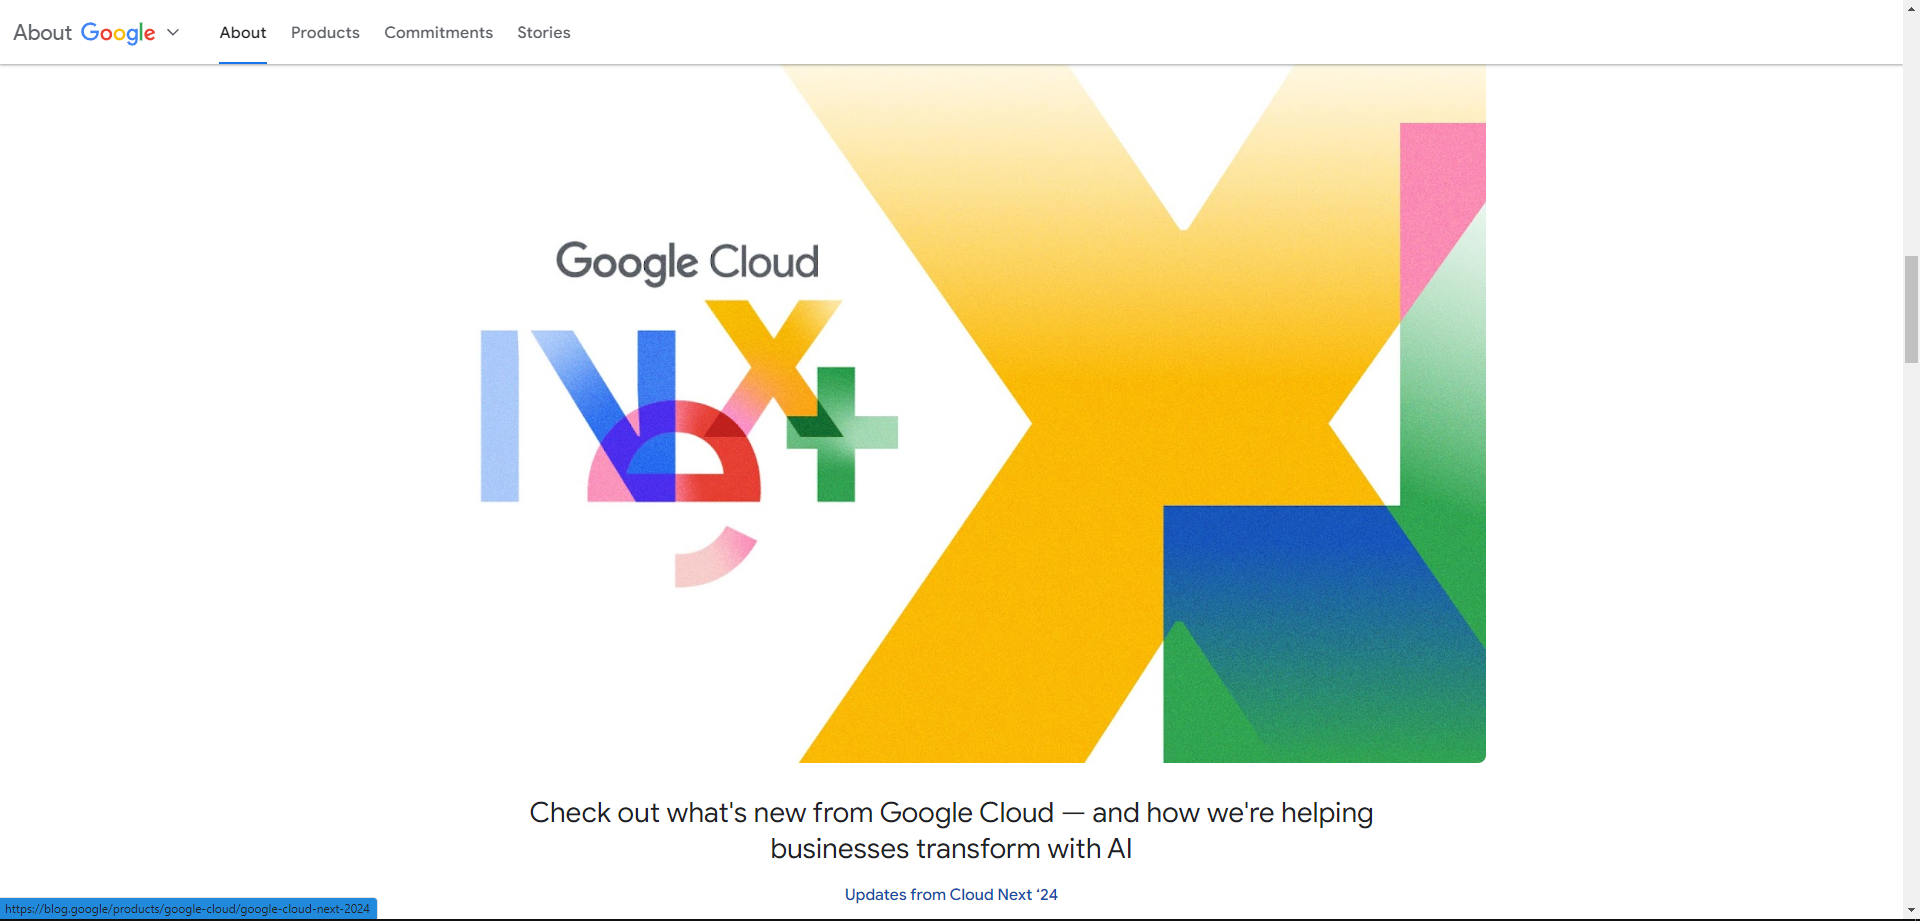 About Google
About
Products
Commitments
Stories
Google Cloud
Next
Check out what's new from Google Cloud — and how we're helping
businesses transform with AI
Updates from Cloud Next ‘24
https://blog.google/products/google-cloud/google-cloud-next-2024